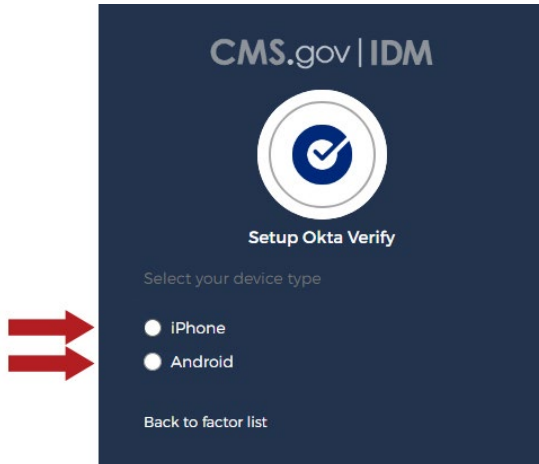 CMS.gov | IDM
Setup Okta Verify
Select your device type
iPhone
Android
Back to factor list